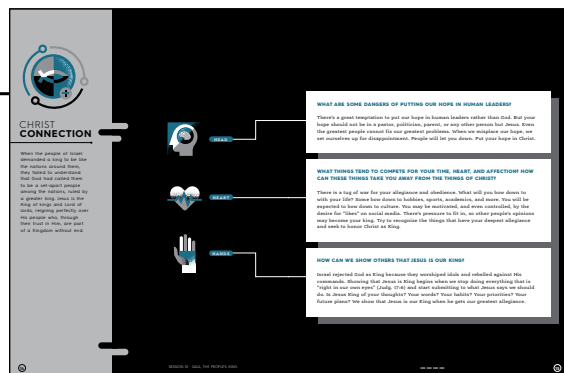 CHRIST
CONNECTION
When the people of Israel
demanded a king to be like
the nations around them,
they failed to understand
that God had called them
to be a set-apart people
among the nations, ruled by
a greater king. Jesus is the
King of kings and Lord of
lords, reigning perfectly over
His people who, through
their trust in Him, are part
of a Kingdom without end.
HEAD
WHAT ARE SOME DANGERS OF PUTTING OUR HOPE IN HUMAN LEADERS?
There's a great temptation to put our hope in human leaders rather than God. But your
hope should not be in a pastor, politician, parent, or any other person but Jesus. Even
the greatest people cannot fix our greatest problems. When we misplace our hope, we
set ourselves up for disappointment. People will let you down. Put your hope in Christ.
HEART
WHAT THINGS TEND TO COMPETE FOR YOUR TIME, HEART, AND AFFECTION? HOW
CAN THESE THINGS TAKE YOU AWAY FROM THE THINGS OF CHRIST?
There is a tug of war for your allegiance and obedience. What will you bow down to
with your life? Some bow down to hobbies, sports, academics, and more. You will be
expected to bow down to culture. You may be motivated, and even controlled, by the
desire for "likes" on social media. There's pressure to fit in, so other people's opinions
may become your king. Try to recognize the things that have your deepest allegiance
and seek to honor Christ as King.
HANDS
HOW CAN WE SHOW OTHERS THAT JESUS IS OUR KING?
Israel rejected God as King because they worshiped idols and rebelled against His
commands. Showing that Jesus is King begins when we stop doing everything that is
"right in our own eyes" (Judg. 17:6) and start submitting to what Jesus says we should
do. Is Jesus King of your thoughts? Your words? Your habits? Your priorities? Your
future plans? We show that Jesus is our King when he gets our greatest allegiance.